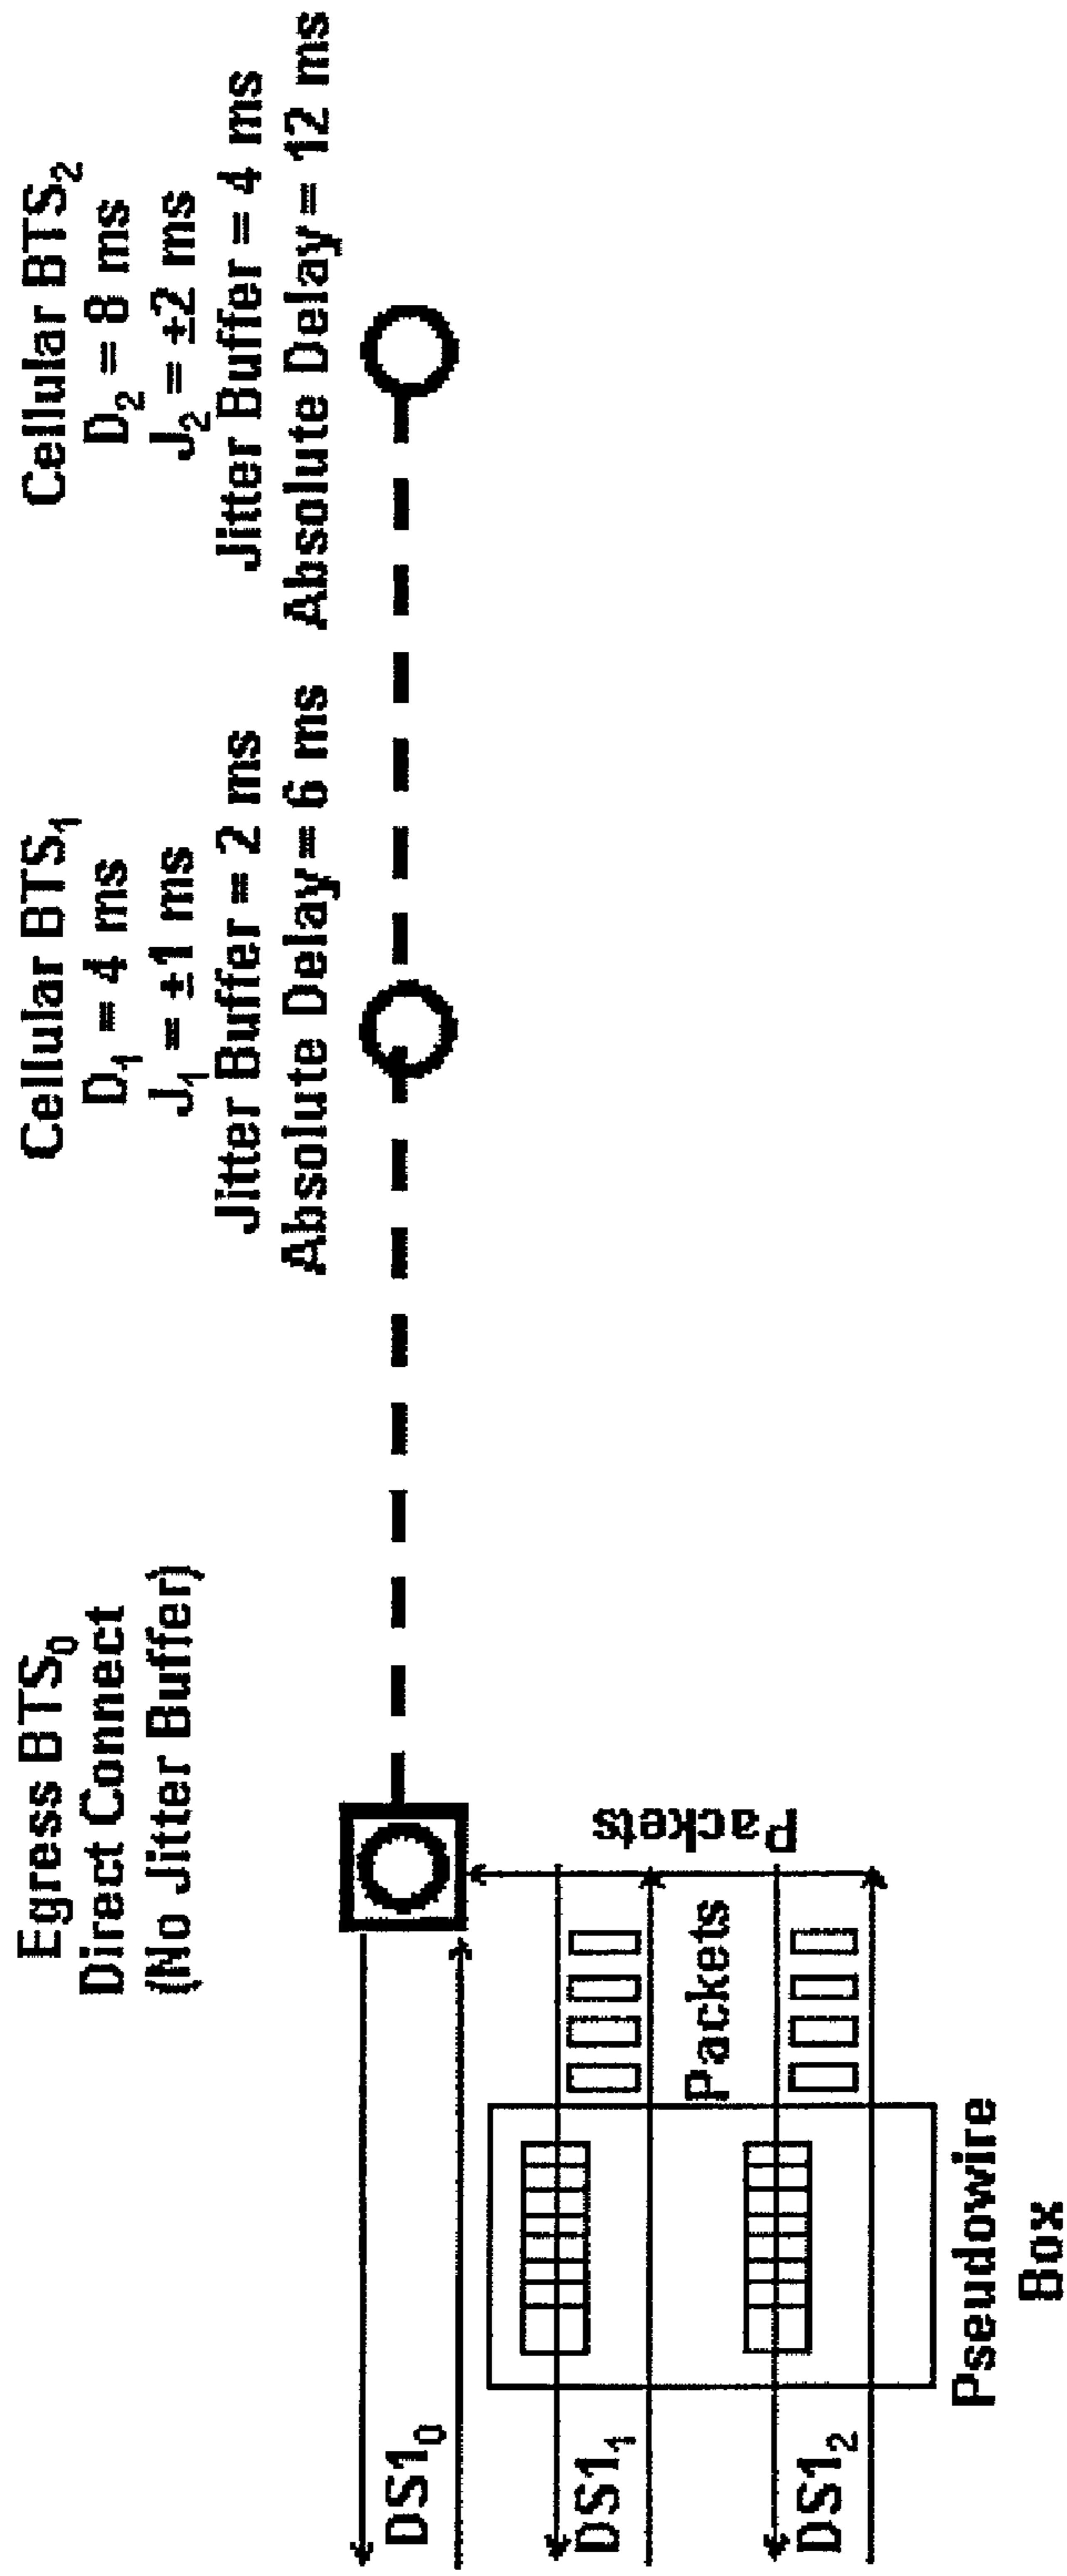 Egress BTS₀
Direct Connect
(No Jitter Buffer)
Cellular BTS₁
D₁ = 4 ms
J₁ = ±1 ms
Jitter Buffer = 2 ms
Absolute Delay = 6 ms
Cellular BTS₂
D₂ = 8 ms
J₂ = ±2 ms
Jitter Buffer = 4 ms
Absolute Delay = 12 ms
DS1₀
DS1₁
DS1₂
Packets
Packets
Pseudowire
Box